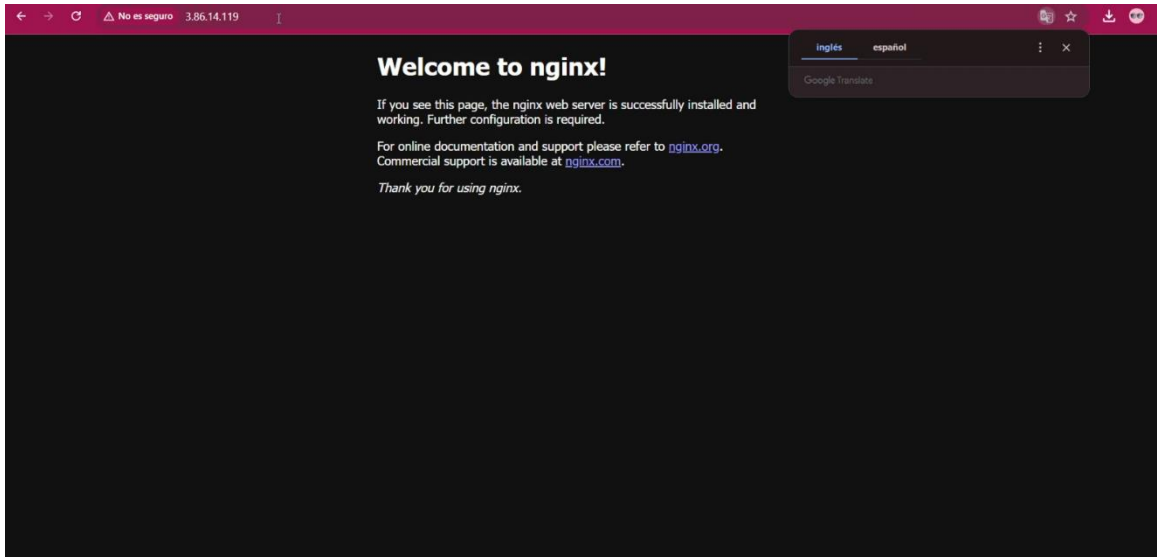 No es seguro 3.86.14.119
inglés español
Google Translate
Welcome to nginx!
If you see this page, the nginx web server is successfully installed and
working. Further configuration is required.
For online documentation and support please refer to nginx.org.
Commercial support is available at nginx.com.
Thank you for using nginx.